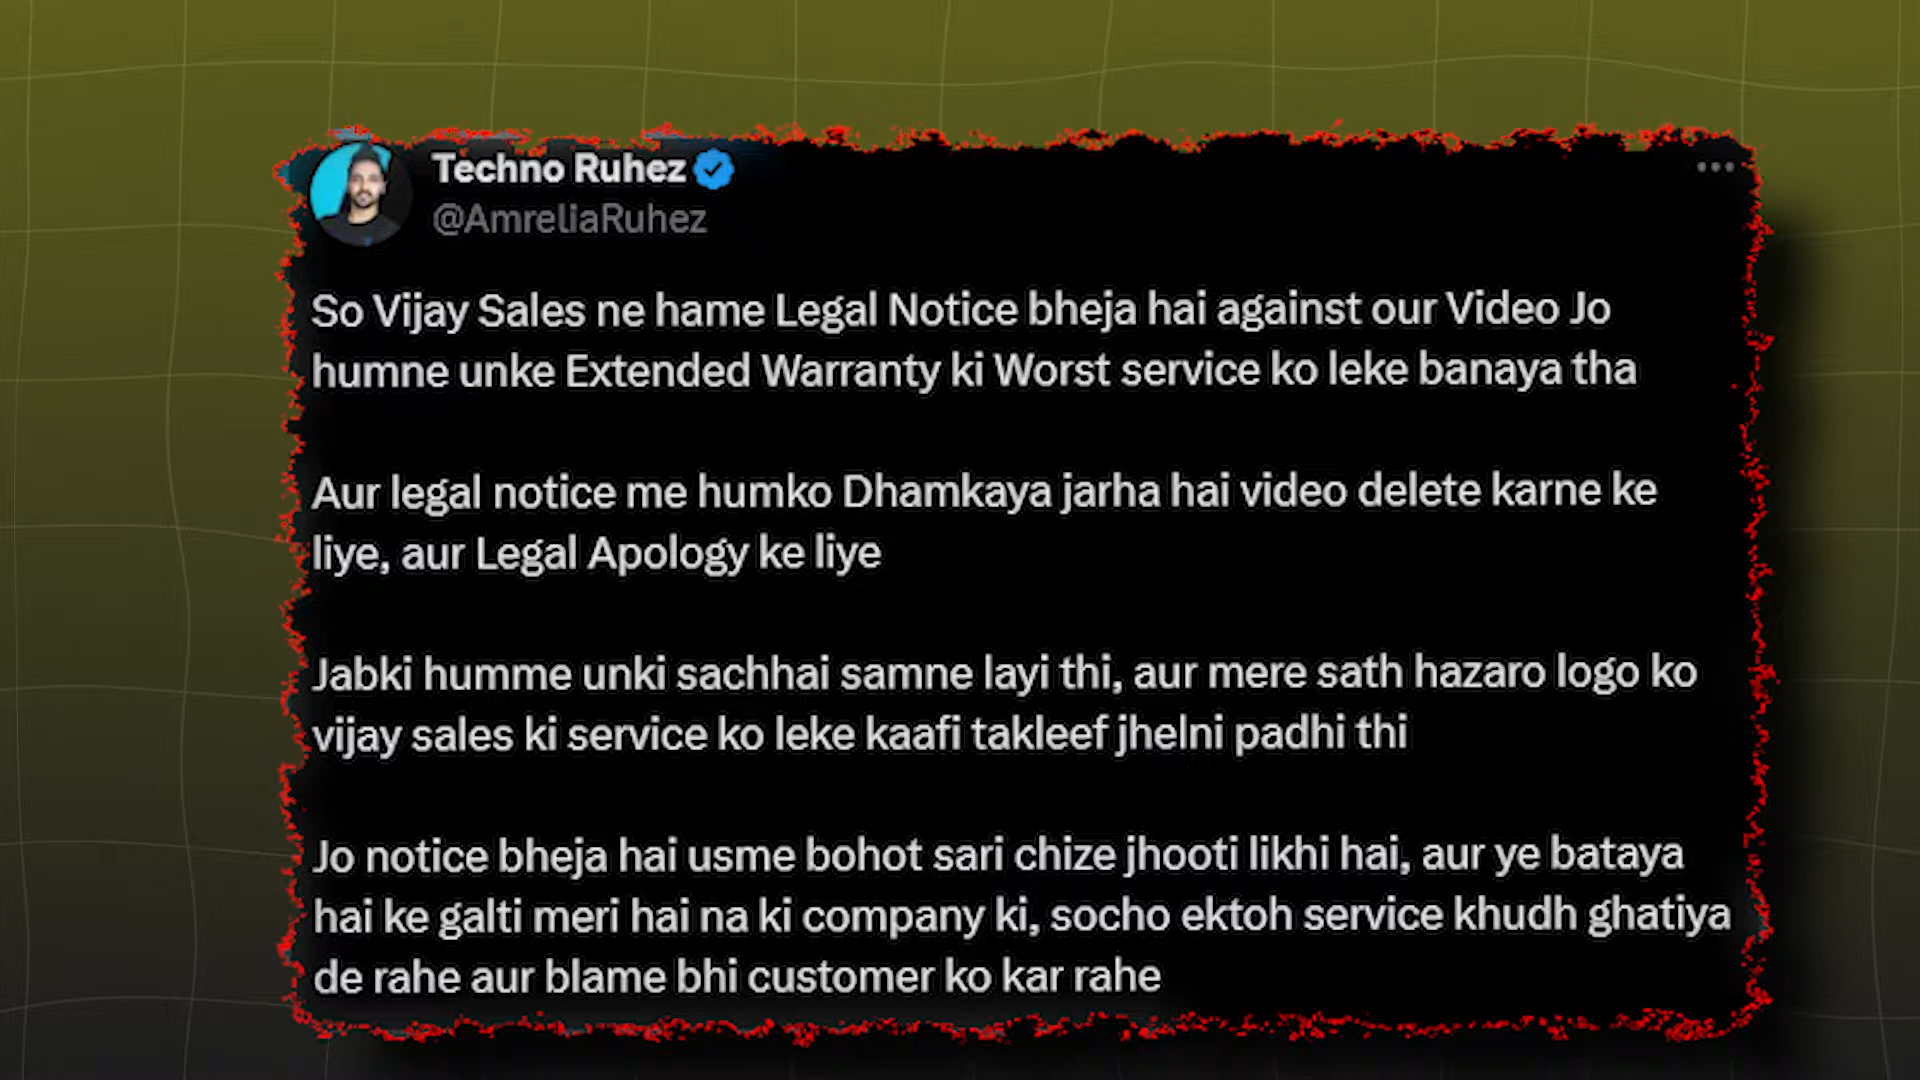 Techno Ruhez
@AmreliaRuhez
So Vijay Sales ne hame Legal Notice bheja hai against our Video Jo
humne unke Extended Warranty ki Worst service ko leke banaya tha
Aur legal notice me humko Dhamkaya jarha hai video delete karne ke
liye, aur Legal Apology ke liye
Jabki humme unki sachhai samne layi thi, aur mere sath hazaro logo ko
vijay sales ki service ko leke kaafi takleef jhelni padhi thi
Jo notice bheja hai usme bohot sari chize jhooti likhi hai, aur ye bataya
hai ke galti meri hai na ki company ki, socho ektoh service khudh ghatiya
de rahe aur blame bhi customer ko kar rahe